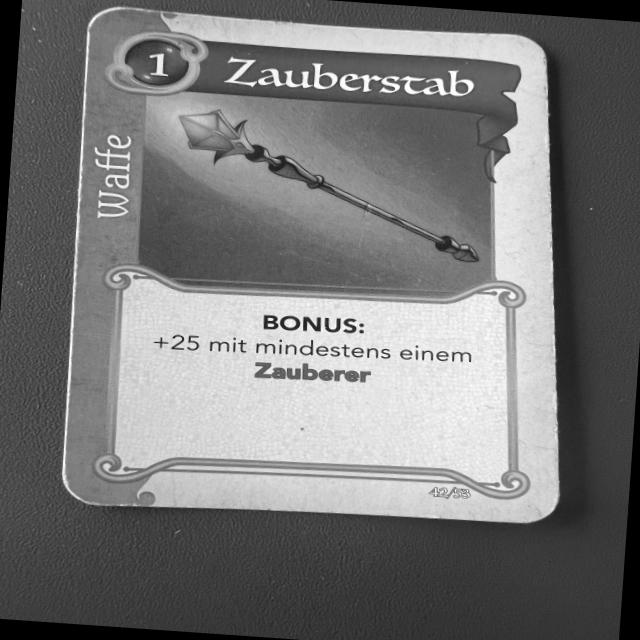 1
Zauberstab
Waffe
BONUS:
+25 mit mindestens einem
Zauberer
42/53